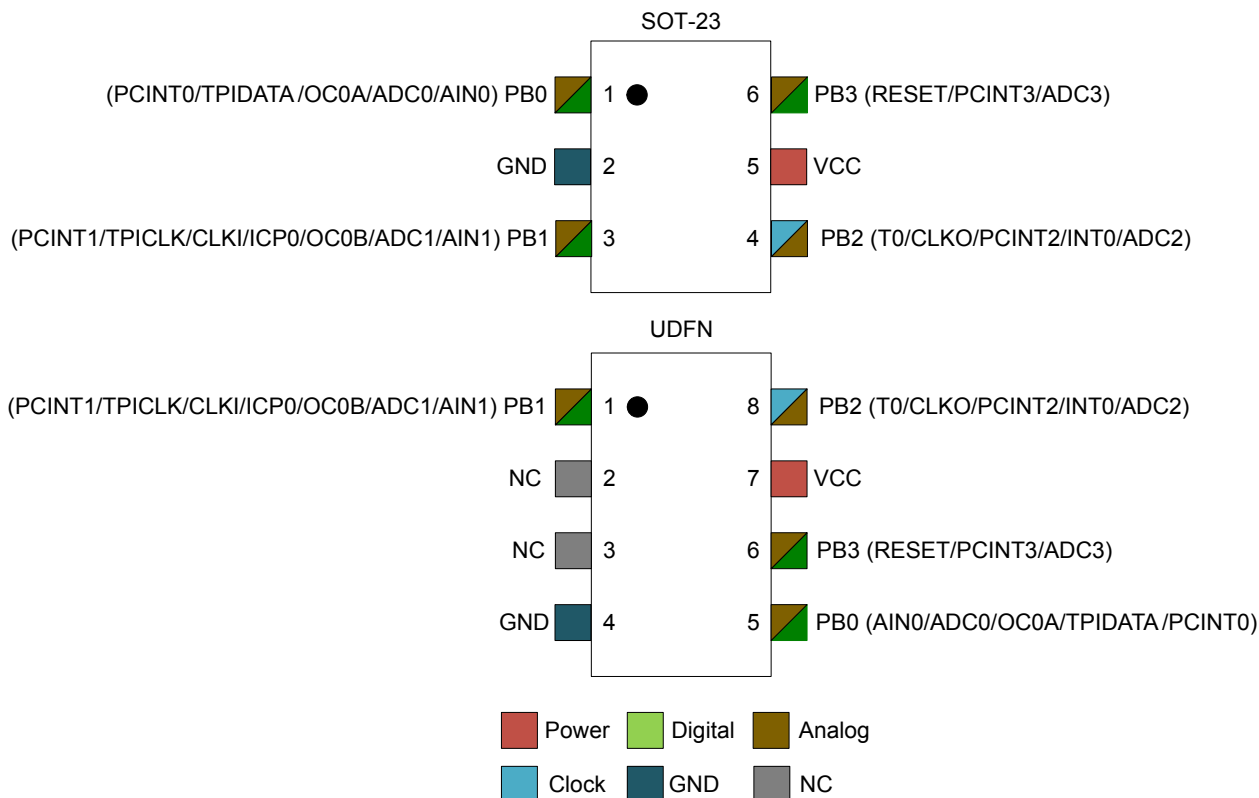 SOT-23
(PCINT0/TPIDATA/OC0A/ADC0/AIN0) PB0 1 6 PB3 (RESET/PCINT3/ADC3)
GND 2 5 VCC
(PCINT1/TPICLK/CLKI/ICP0/OC0B/ADC1/AIN1) PB1 3 4 PB2 (T0/CLKO/PCINT2/INT0/ADC2)
UDFN
(PCINT1/TPICLK/CLKI/ICP0/OC0B/ADC1/AIN1) PB1 1 8 PB2 (T0/CLKO/PCINT2/INT0/ADC2)
NC 2 7 VCC
NC 3 6 PB3 (RESET/PCINT3/ADC3)
GND 4 5 PB0 (AIN0/ADC0/OC0A/TPIDATA/PCINT0)
Power Digital Analog
Clock GND NC